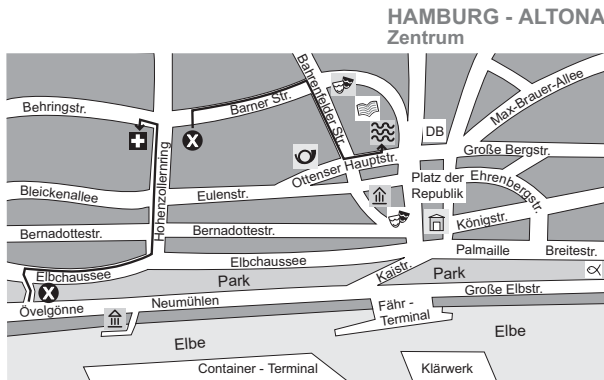 HAMBURG - ALTONA
Zentrum
Behringstr.
Barner Str.
Bahrenfelder Str.
Max-Brauer-Allee
X
DB
Große Bergstr.
Hohenzollernring
Ottenser Hauptstr.
Platz der
Republik
Ehrenbergstr.
Bleickenallee
Eulenstr.
Königstr.
Bernadottestr.
Bernadottestr.
Palmaille
Breitestr.
Elbchaussee
Elbchaussee
Kaistr.
Park
Park
X
Övelgönne
Neumühlen
Große Elbstr.
Fähr -
Terminal
Elbe
Elbe
Container - Terminal
Klärwerk